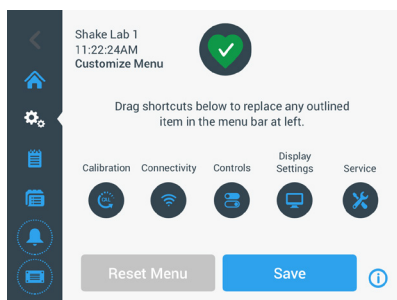 Shake Lab 1
11:22:24AM
Customize Menu
Drag shortcuts below to replace any outlined
item in the menu bar at left.
Calibration
Connectivity
Controls
Display
Settings
Service
CAL
Reset Menu
Save